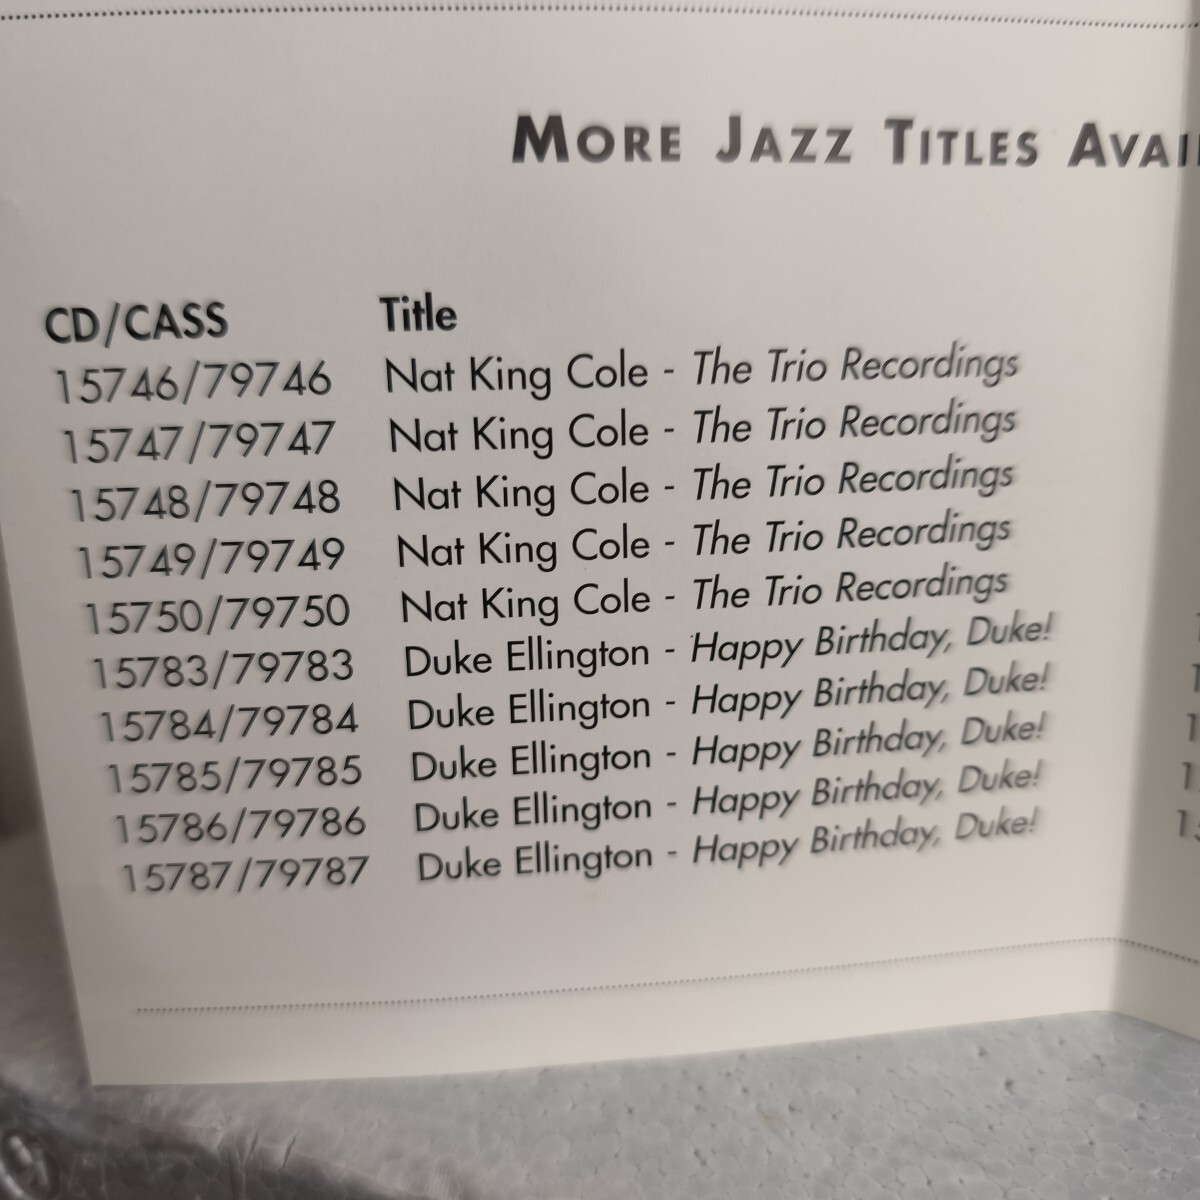 MORE JAZZ TITLES
CD/CASS Title
15746/79746 Nat King Cole - The Trio Recordings
15747/79747 Nat King Cole - The Trio Recordings
15748/79748 Nat King Cole - The Trio Recordings
15749/79749 Nat King Cole - The Trio Recordings
15750/79750 Nat King Cole - The Trio Recordings
15783/79783 Duke Ellington - Happy Birthday, Duke!
15784/79784 Duke Ellington - Happy Birthday, Duke!
15785/79785 Duke Ellington - Happy Birthday, Duke!
15786/79786 Duke Ellington - Happy Birthday, Duke!
15787/79787 Duke Ellington - Happy Birthday, Duke!